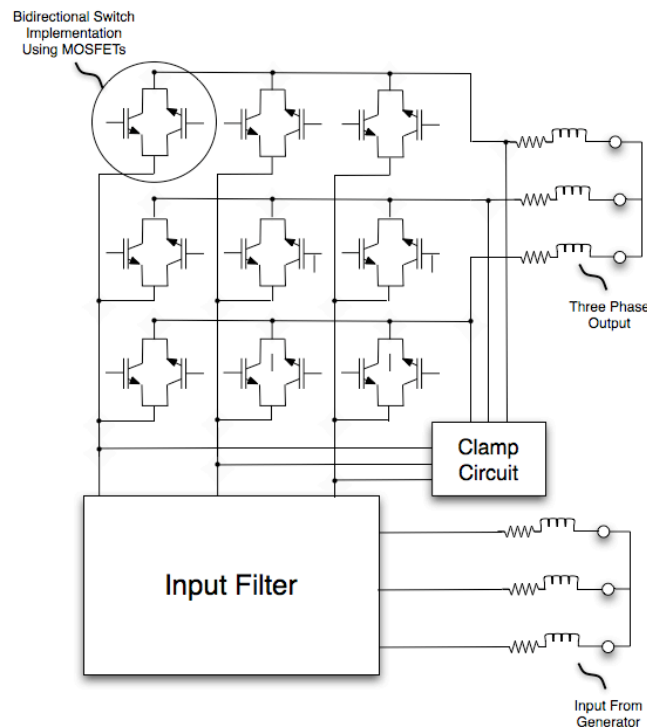 Bidirectional Switch
Implementation
Using MOSFETs
Three Phase
Output
Clamp
Circuit
Input Filter
Input From
Generator